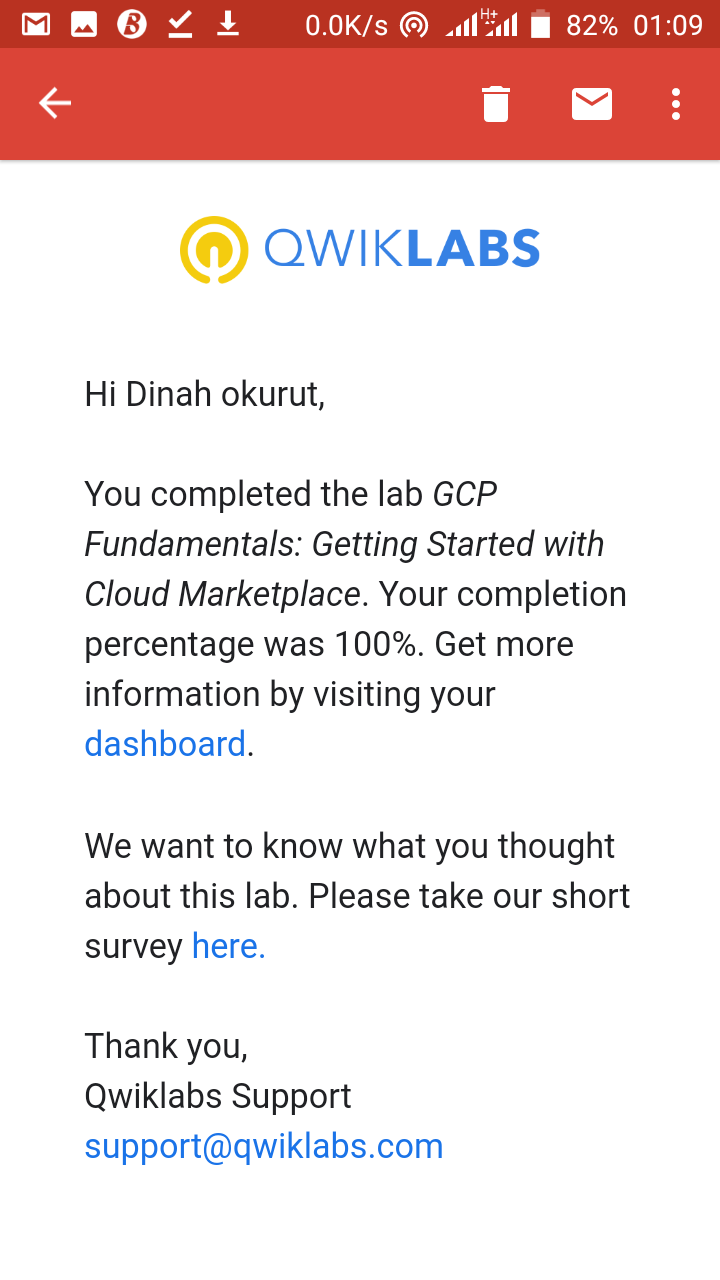 0.0K/s H+ 82% 01:09
QWIKLABS
Hi Dinah okurut,
You completed the lab GCP
Fundamentals: Getting Started with
Cloud Marketplace. Your completion
percentage was 100%. Get more
information by visiting your
dashboard.
We want to know what you thought
about this lab. Please take our short
survey here.
Thank you,
Qwiklabs Support
support@qwiklabs.com